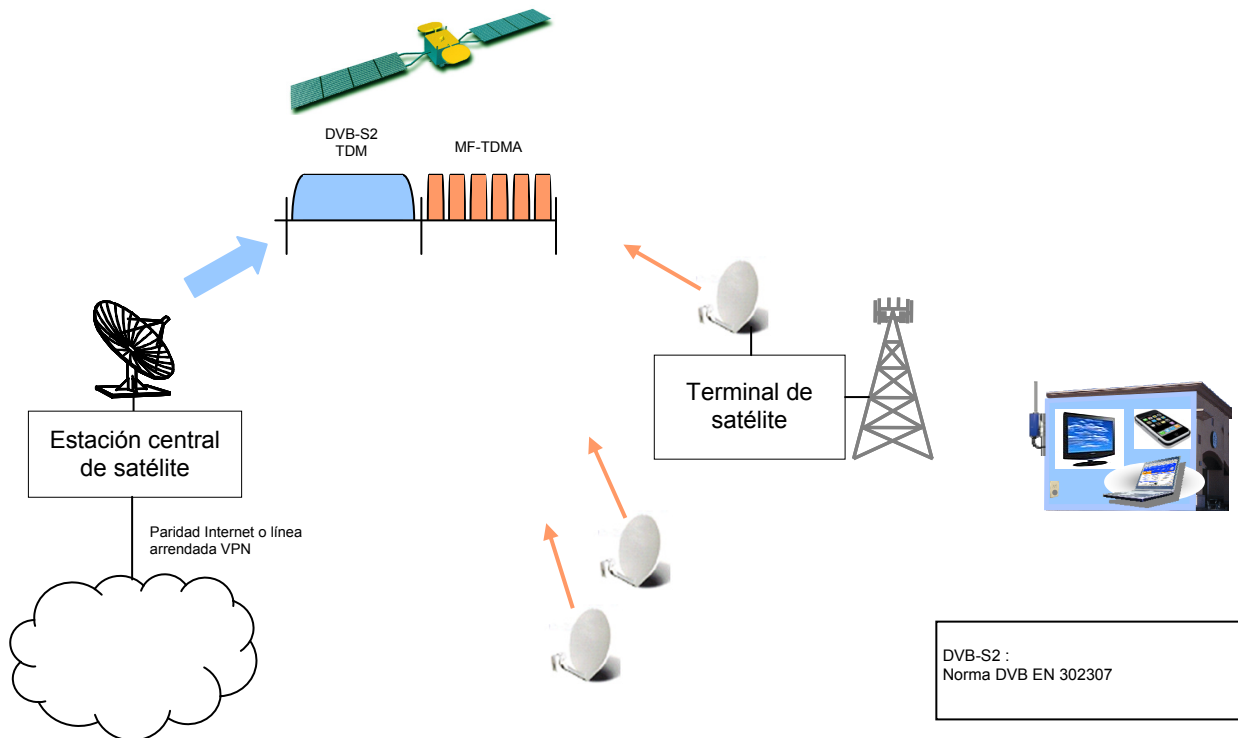 DVB-S2
TDM
MF-TDMA
Terminal de
satélite
Estación central
de satélite
Paridad Internet o línea
arrendada VPN
DVB-S2 :
Norma DVB EN 302307